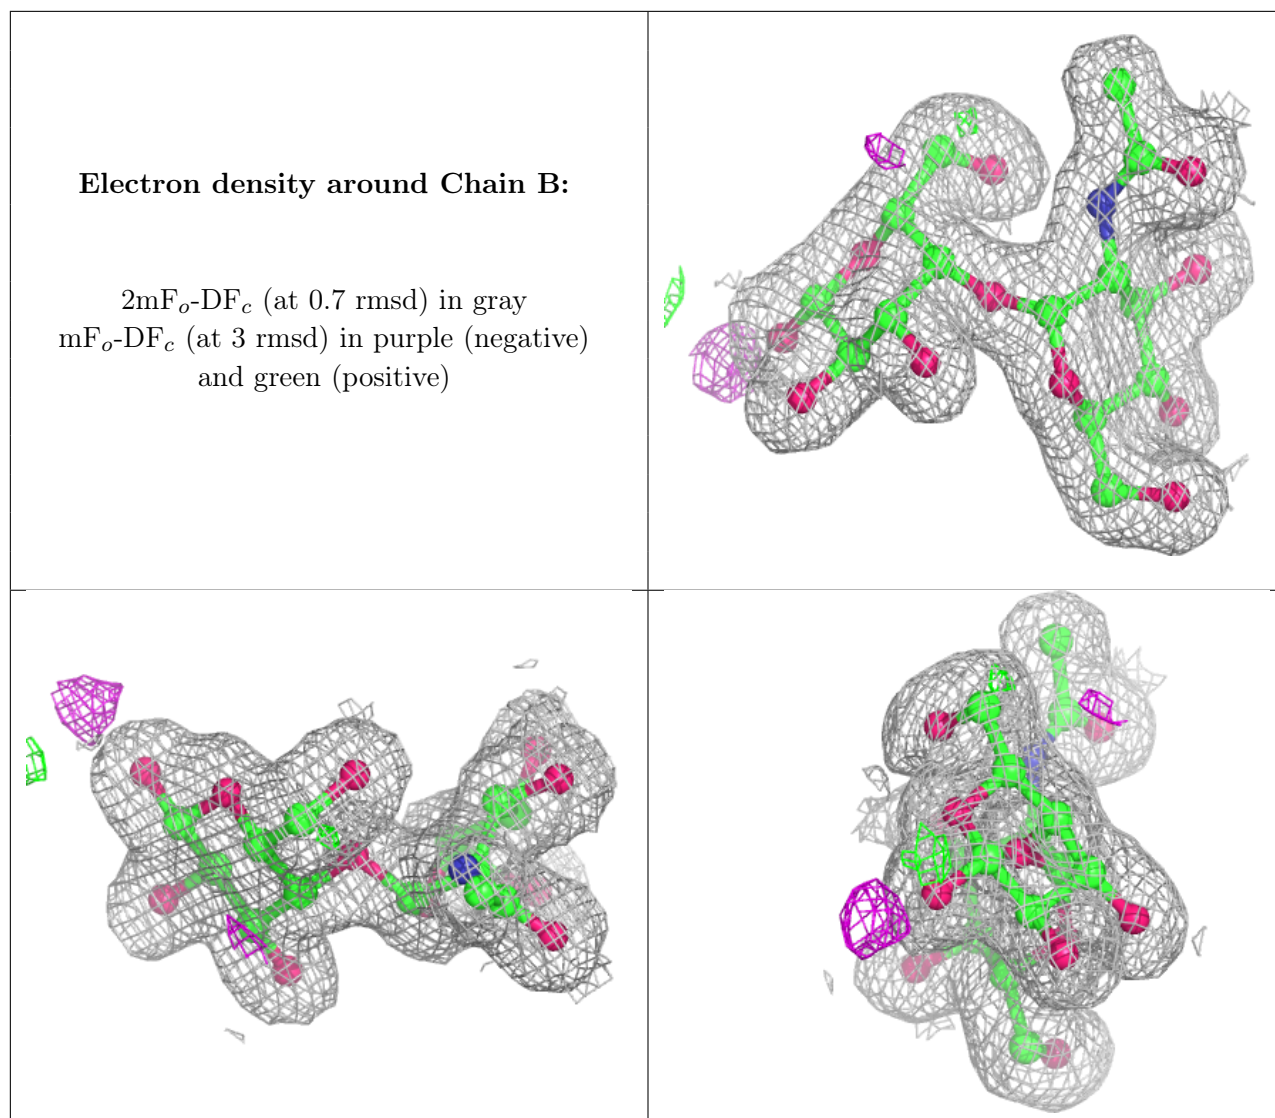 Electron density around Chain B:
2mFo-DFc (at 0.7 rmsd) in gray
mFo-DFc (at 3 rmsd) in purple (negative)
and green (positive)